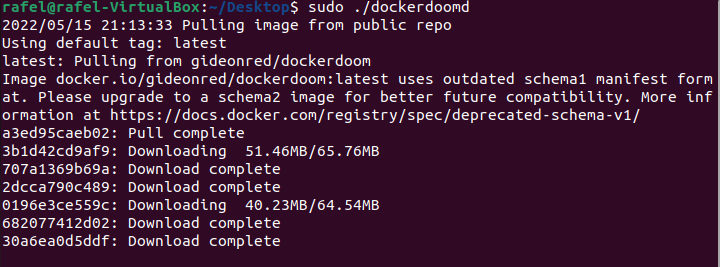 rafel@rafel-VirtualBox:~/Desktop$ sudo ./dockerdoomd
2022/05/15 21:13:33 Pulling image from public repo
Using default tag: latest
latest: Pulling from gideonred/dockerdoom
Image docker.io/gideonred/dockerdoom:latest uses outdated schema1 manifest form
at. Please upgrade to a schema2 image for better future compatibility. More inf
ormation at https://docs.docker.com/registry/spec/deprecated-schema-v1/
a3ed95caeb02: Pull complete
3b1d42cd9af9: Downloading  51.46MB/65.76MB
707a1369b69a: Download complete
2dcca790c489: Download complete
0196e3ce559c: Downloading  40.23MB/64.54MB
682077412d02: Download complete
30a6ea0d5ddf: Download complete